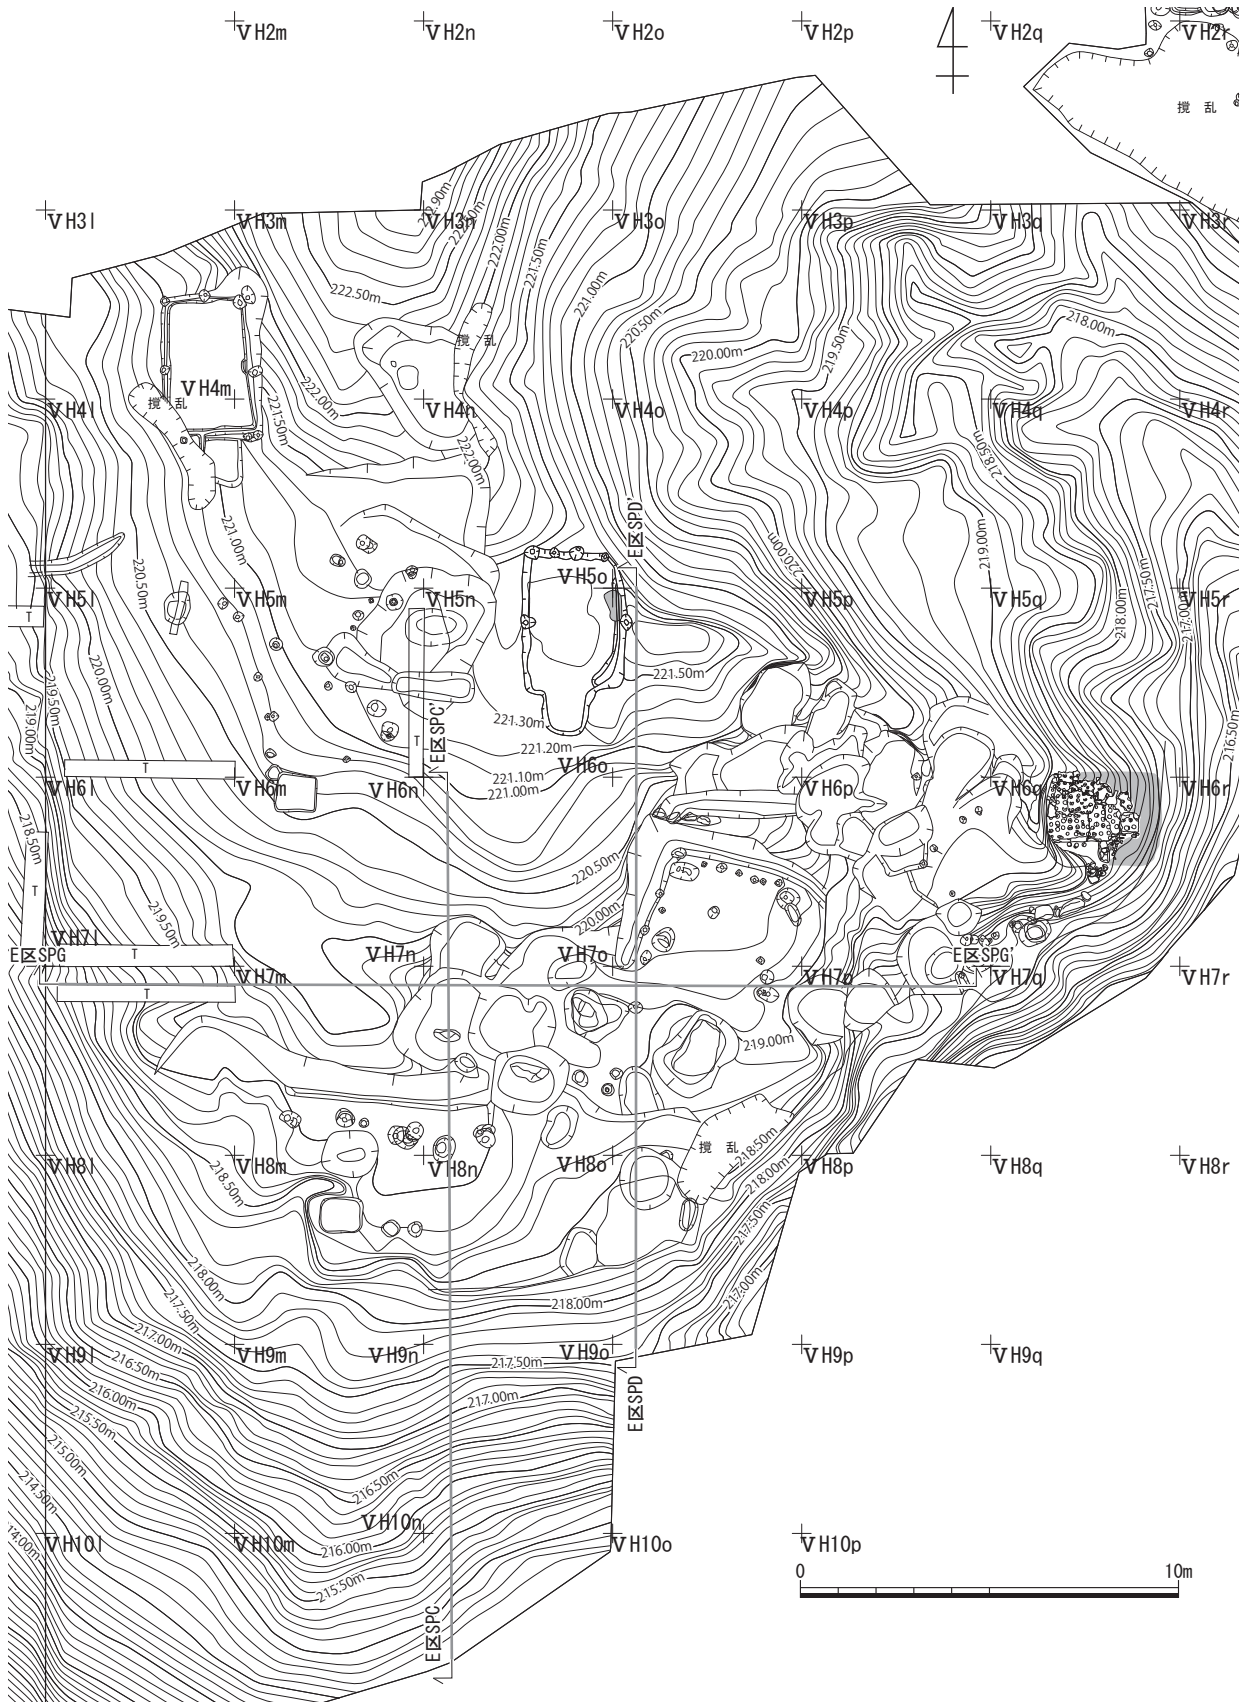 VH2m VH2n VH2o VH2p VH2q VH2r
撹 乱
222.90m
VH3l VH3m VH3n VH3o VH3p VH3q VH3r
222.00m
221.50m
222.50m
221.00m
220.50m
218.00m
撹 乱
220.00m
219.50m
VH4l VH4m VH4n VH4o VH4p VH4q VH4r
撹 乱
222.00m
221.50m
222.00m
218.50m
221.00m
E区SPD'
219.00m
220.50m
220.00m
217.50m
VH5l VH5m VH5n VH5o VH5p VH5q VH5r
T
218.00m
217.00m
220.00m
219.50m
221.50m
219.00m
221.30m
216.50m
E区SPC'
T
221.20m
221.10m
T
VH6l VH6m VH6n VH6o VH6p VH6q VH6r
221.00m
218.50m
220.50m
T
219.50m
220.00m
VH7l VH7m VH7n VH7o VH7p VH7q VH7r
E区SPG
T
E区SPG'
T
219.00m
撹 乱
218.50m
VH8l VH8m VH8n VH8o VH8p VH8q VH8r
218.50m
218.00m
217.50m
218.00m
217.00m
218.00m
217.50m
217.00m
VH9l VH9m VH9n VH9o VH9p VH9q
216.50m
217.50m
216.00m
217.00m
215.50m
E区SPD
215.00m
216.50m
214.50m
VH10l VH10m VH10n VH10o VH10p
14.00m
216.00m
215.50m
0 10m
E区SPC